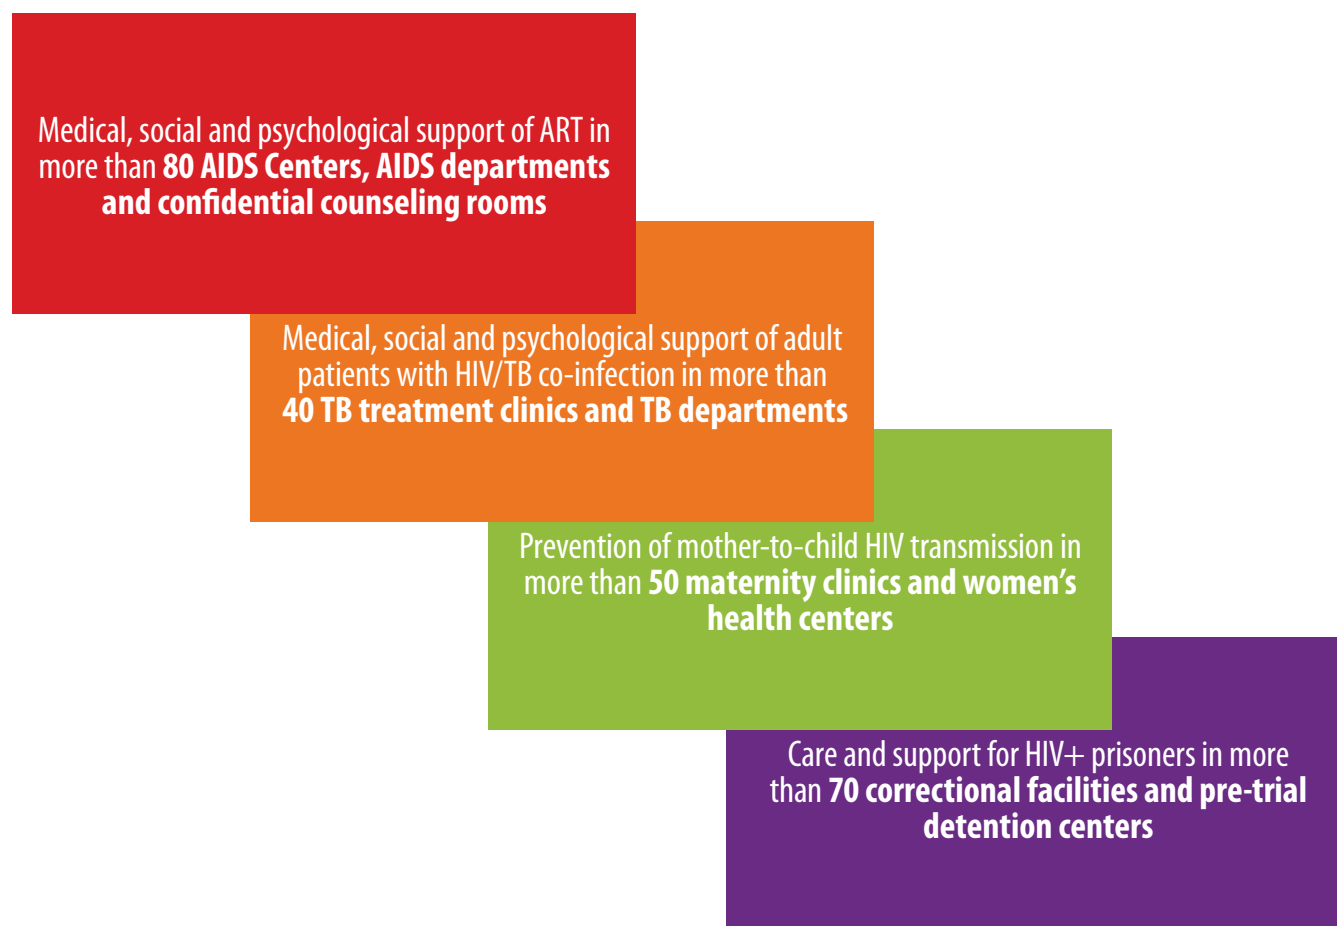 Medical, social and psychological support of ART in
more than 80 AIDS Centers, AIDS departments
and confidential counseling rooms
Medical, social and psychological support of adult
patients with HIV/TB co-infection in more than
40 TB treatment clinics and TB departments
Prevention of mother-to-child HIV transmission in
more than 50 maternity clinics and women’s
health centers
Care and support for HIV+ prisoners in more
than 70 correctional facilities and pre-trial
detention centers